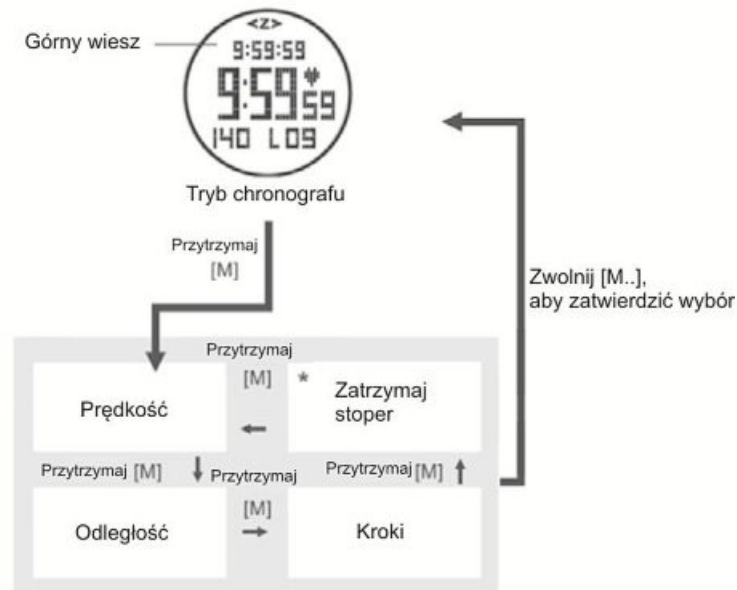 <Z>
Górny wiesz
9:59:59
9:59 59
140 L09
Tryb chronografu
Przytrzymaj
[M]
Zwolnij [M..],
aby zatwierdzić wybór
Przytrzymaj
[M]
Prędkość
* Zatrzymaj
stoper
Przytrzymaj [M]
Przytrzymaj
Przytrzymaj [M]
[M]
Odległość
Kroki